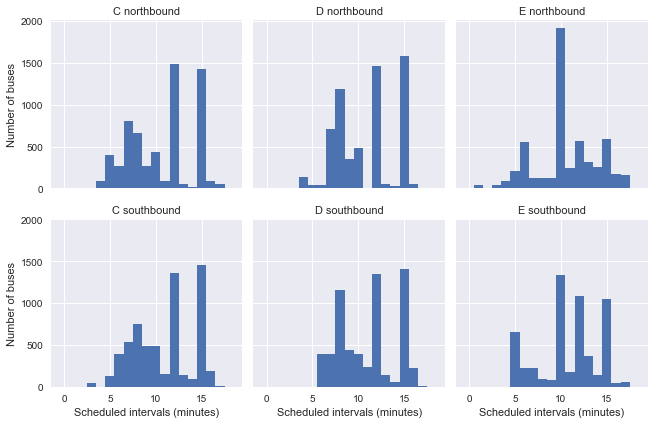 C northbound D northbound E northbound
2000
1500
1000
500
0
Number of buses
C southbound D southbound E southbound
2000
1500
1000
500
0
Number of buses
0 5 10 15 0 5 10 15 0 5 10 15
Scheduled intervals (minutes) Scheduled intervals (minutes) Scheduled intervals (minutes)